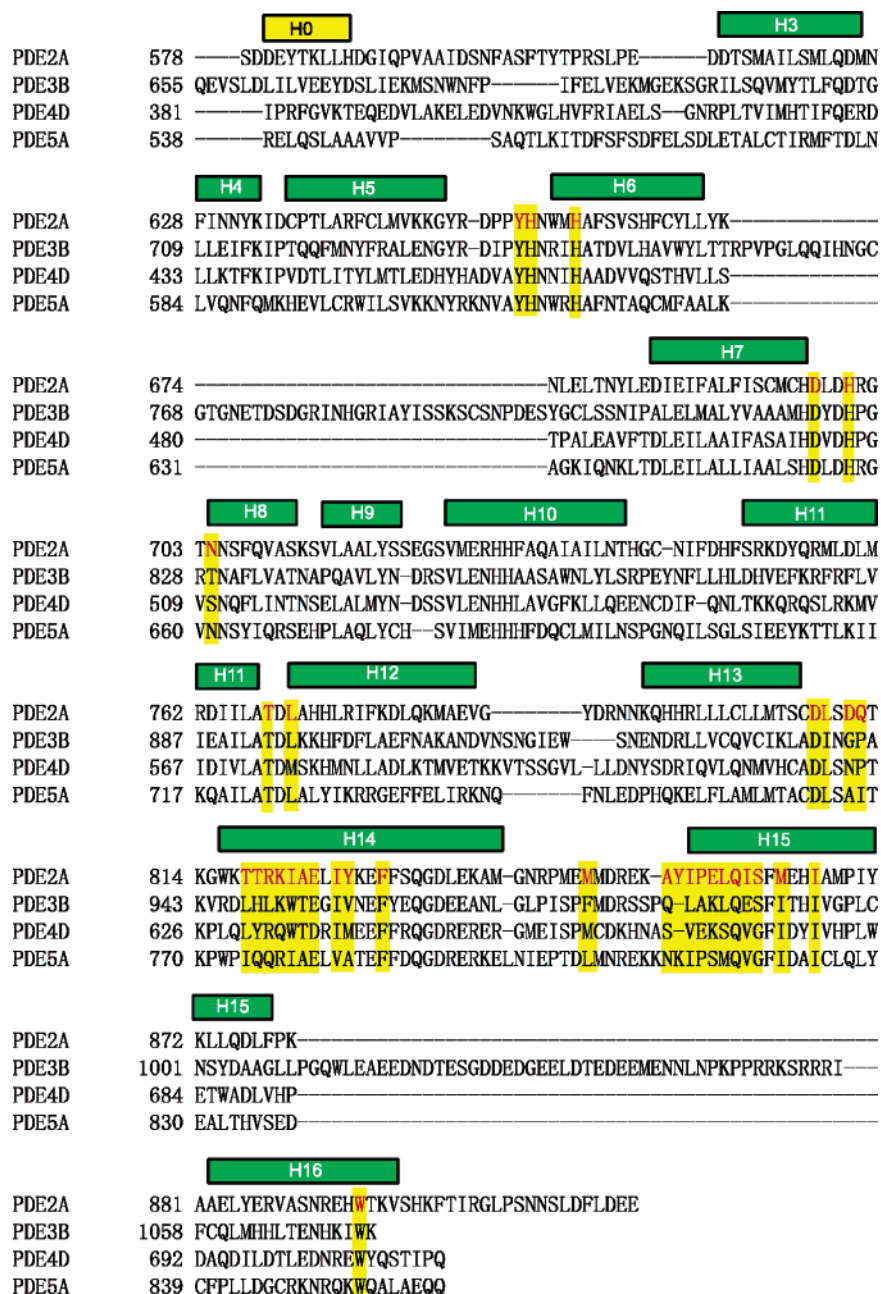 H0 H3
PDE2A 578 ----SDDEYTKLLHDGIQPVAAIDSNFASFTYTPRSLPE------DDTSMAILSMLQDMN
PDE3B 655 QEVSLDLILVEEYDSLIEKMSNWNFP------IFELVEKMGEKSGRILSQVMYTLFQDTG
PDE4D 381 ------IPRFGVKTEQEDVLAKELEDVNKWGLHVFRIAELS--GNRPLTVIMHTIFQERD
PDE5A 538 ------RELQSLAAAVVP--------SAQTLKITDFSFSDFELSDLETALCTIRMFTDLN
H4 H5 H6
PDE2A 628 FINNYKIDCPTLARFCLMVKKGYR-DPPYHNWMHAFSVSHFCYLLYK-------------
PDE3B 709 LLEIFKIPTQQFMNYFRALENGYR-DIPYHNRIHATDVLHAVWYLTTRPVPGLQQIHNGC
PDE4D 433 LLKTFKIPVDTLITYLMTLEDHYHADVAYHNNIHAADVVQSTHVLLS-------------
PDE5A 584 LVQNFQMKHEVLCRWILSVKKNYRKNVAYHNWRHAFNTAQCMFAALK-------------
H7
PDE2A 674 ------------------------------NLELTNYLEDIEIFALFISCMCHDLDHRG
PDE3B 768 GTGNETDSDGRINHGRIAYISSKSCSNPDESYGCLSSNIPALELMALYVAAAMHDYDHPG
PDE4D 480 ------------------------------TPALEAVFTDLEILAAIFASAIHDVDHPG
PDE5A 631 ------------------------------AGKIQNKLTDLEILALLIAALSHDLDHRG
H8 H9 H10 H11
PDE2A 703 TNNSFQVASKSVLAALYSSEGSVMERHHFAQAIAILNTHGC-NIFDHFSRKDYQRMLDLM
PDE3B 828 RTNAFLVATNAPQAVLYN-DRSVLENHHAASAWNLYLSRPEYNFLLHLDHVEFKRFRFLV
PDE4D 509 VSNQFLINTNSELALMYN-DSSVLENHHLAVGFKLLQEENCDIF-QNLTKKQRQSLRKMV
PDE5A 660 VNNSYIQRSEHPLAQLYCH--SVIMEHHHFDQCLMILNSPGNQILSGLSIEEYKTTLKII
H11 H12 H13
PDE2A 762 RDIILATDLAHHLRIFKDLQKMAEVG--------YDRNNKQHHRLLLCLLMTSCDLSDQT
PDE3B 887 IEAILATDLKKHFDFLAEFNAKANDVNSNGIEW----SNENDRLLVCQVCIKLADINGPA
PDE4D 567 IDIVLATDMSKHMNLLADLKTMVETKKVTSSGVL-LLDNYSDRIQVLQNMVHCADLSNPT
PDE5A 717 KQAILATDLALYIKRRGEFFELIRKNQ-------FNLEDPHQKELFLAMLMTACDLSAIT
H14 H15
PDE2A 814 KGWKTTRKIAELIYKEFFSQGDLEKAM-GNRPMEMMDREK-AYIPELQISFMEHIAMPIY
PDE3B 943 KVRDLHLKWTEGIVNEFYEQGDEEANL-GLPISPFMDRSSPQ-LAKLQESFITHIVGPLC
PDE4D 626 KPLQLYRQWTDRIMEEFFRQGDRERER-GMEISPMCDKHNAS-VEKSQVGFIDYIVHPLW
PDE5A 770 KPWPIQQRIAELVATEFFDQGDRERKELNIEPTDLMNREKKNKIPSMQVGFIDAICLQLY
H15
PDE2A 872 KLLQDLFPK---------------------------------------------------
PDE3B 1001 NSYDAAGLLPGQWLEAEEDNDTESGDDEDGEELDTEDEEMENNLNPKPPRRKSRRRI---
PDE4D 684 ETWADLVHP---------------------------------------------------
PDE5A 830 EALTHVSED---------------------------------------------------
H16
PDE2A 881 AAELYERVASNREHWTKVSHKFTIRGLPSNNSLDFLDEE
PDE3B 1058 FCQLMHHLTENHKIWK
PDE4D 692 DAQDILDTLEDNREWYQSTIPQ
PDE5A 839 CFPLLDGCRKNRQKWQALAEQQ